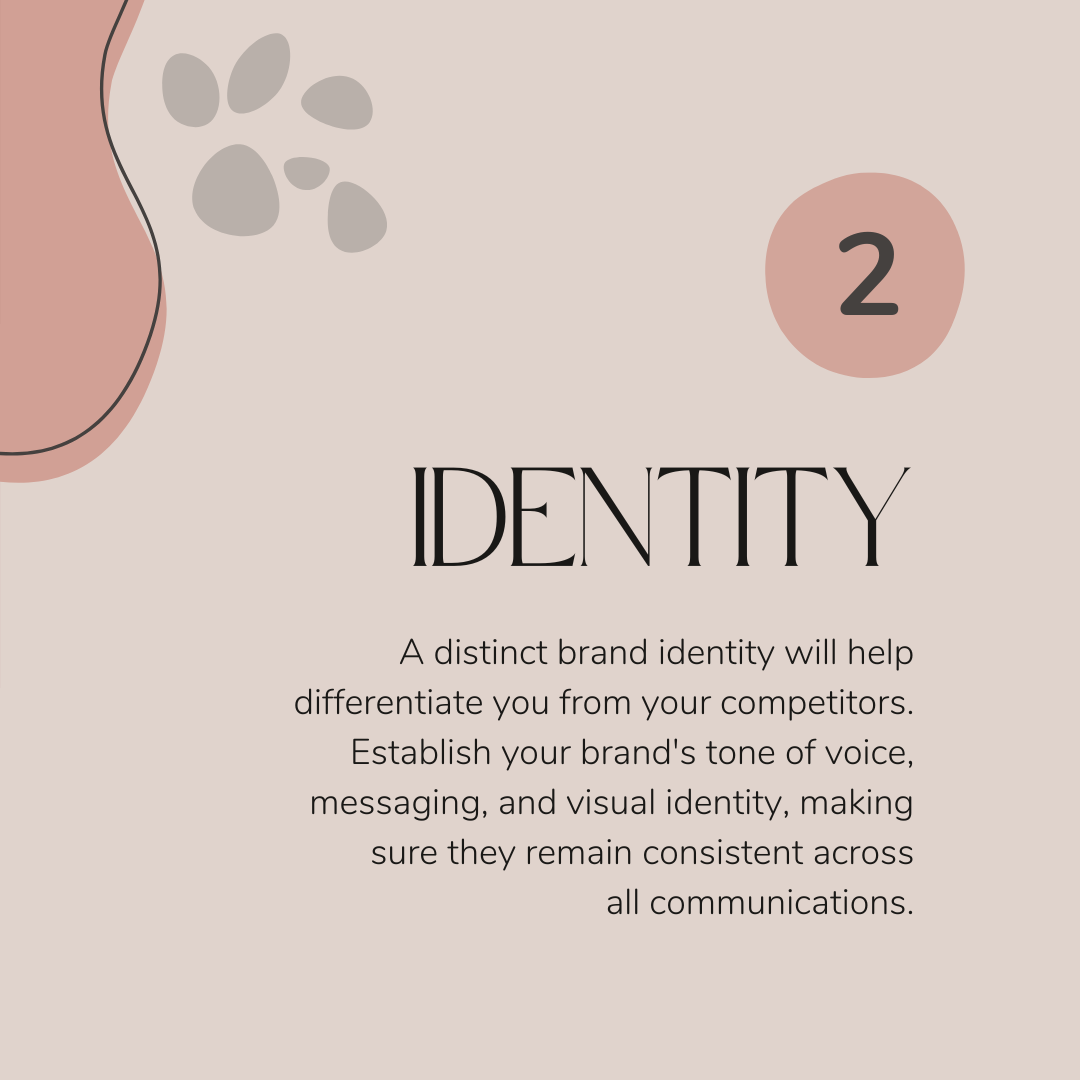 2
IDENTITY
A distinct brand identity will help
differentiate you from your competitors.
Establish your brand's tone of voice,
messaging, and visual identity, making
sure they remain consistent across
all communications.